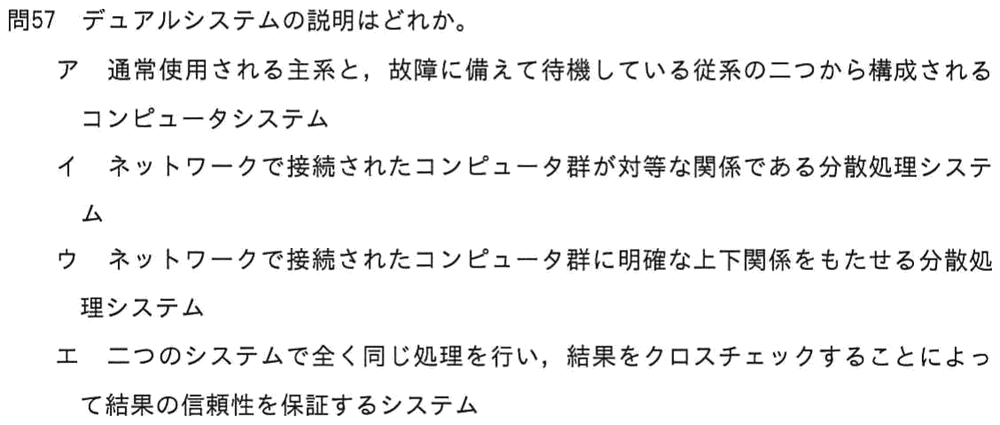 問57 デュアルシステムの説明はどれか。
ア 通常使用される主系と，故障に備えて待機している従系の二つから構成される
コンピュータシステム
イ ネットワークで接続されたコンピュータ群が対等な関係である分散処理システ
ム
ウ ネットワークで接続されたコンピュータ群に明確な上下関係をもたせる分散処
理システム
エ 二つのシステムで全く同じ処理を行い，結果をクロスチェックすることによっ
て結果の信頼性を保証するシステム